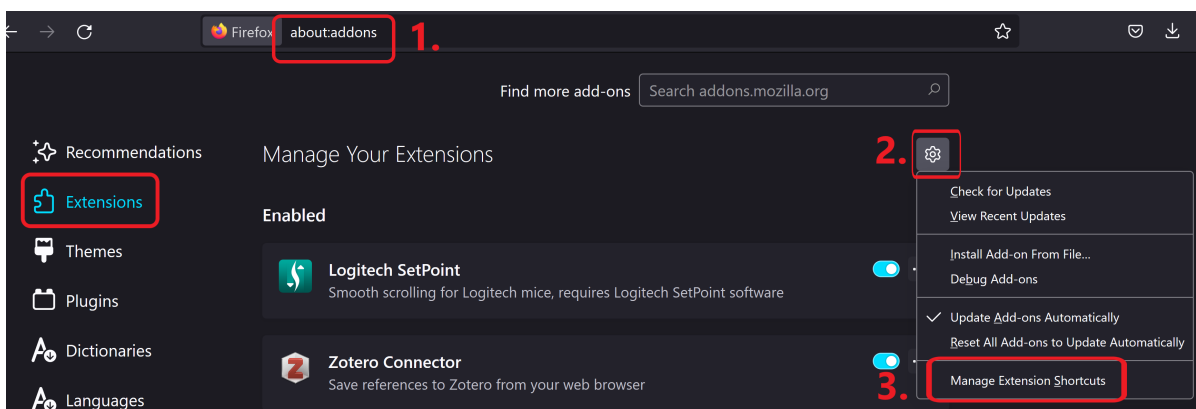 Firefox about:addons 1.
Find more add-ons Search addons.mozilla.org
Recommendations
Extensions
Themes
Plugins
Dictionaries
Languages
Manage Your Extensions
2.
Enabled
Logitech SetPoint
Smooth scrolling for Logitech mice, requires Logitech SetPoint software
Zotero Connector
Save references to Zotero from your web browser
Check for Updates
View Recent Updates
Install Add-on From File...
Debug Add-ons
Update Add-ons Automatically
Reset All Add-ons to Update Automatically
3. Manage Extension Shortcuts